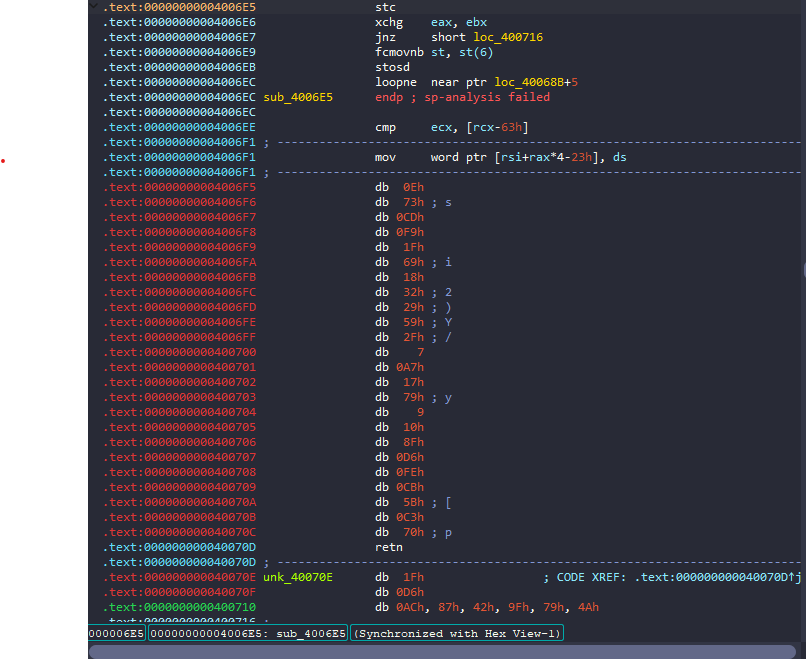 .text:00000000004006E5 stc
.text:00000000004006E6 xchg eax, ebx
.text:00000000004006E7 jnz short loc_400716
.text:00000000004006E9 fcmovnb st, st(6)
.text:00000000004006EB stosd
.text:00000000004006EC loopne near ptr loc_40068B+5
.text:00000000004006EC sub_4006E5 endp ; sp-analysis failed
.text:00000000004006EC
.text:00000000004006EE cmp ecx, [rcx-63h]
.text:00000000004006F1 ; ---------------------------------------------------------------------------
.text:00000000004006F1 mov word ptr [rsi+rax*4-23h], ds
.text:00000000004006F1 ; ---------------------------------------------------------------------------
.text:00000000004006F5 db 0Eh
.text:00000000004006F6 db 73h ; s
.text:00000000004006F7 db 0CDh
.text:00000000004006F8 db 0F9h
.text:00000000004006F9 db 1Fh
.text:00000000004006FA db 69h ; i
.text:00000000004006FB db 18h
.text:00000000004006FC db 32h ; 2
.text:00000000004006FD db 29h ; )
.text:00000000004006FE db 59h ; Y
.text:00000000004006FF db 2Fh ; /
.text:0000000000400700 db 7
.text:0000000000400701 db 0A7h
.text:0000000000400702 db 17h
.text:0000000000400703 db 79h ; y
.text:0000000000400704 db 9
.text:0000000000400705 db 10h
.text:0000000000400706 db 8Fh
.text:0000000000400707 db 0D6h
.text:0000000000400708 db 0FEh
.text:0000000000400709 db 0CBh
.text:000000000040070A db 5Bh ; [
.text:000000000040070B db 0C3h
.text:000000000040070C db 70h ; p
.text:000000000040070D retn
.text:000000000040070D ; ---------------------------------------------------------------------------
.text:000000000040070E unk_40070E db 1Fh ; CODE XREF: .text:000000000040070D↑j
.text:000000000040070F db 0D6h
.text:0000000000400710 db 0ACh, 87h, 42h, 9Fh, 79h, 4Ah
.text:0000000000400716 ;
000006E5 00000000004006E5: sub_4006E5 (Synchronized with Hex View-1)